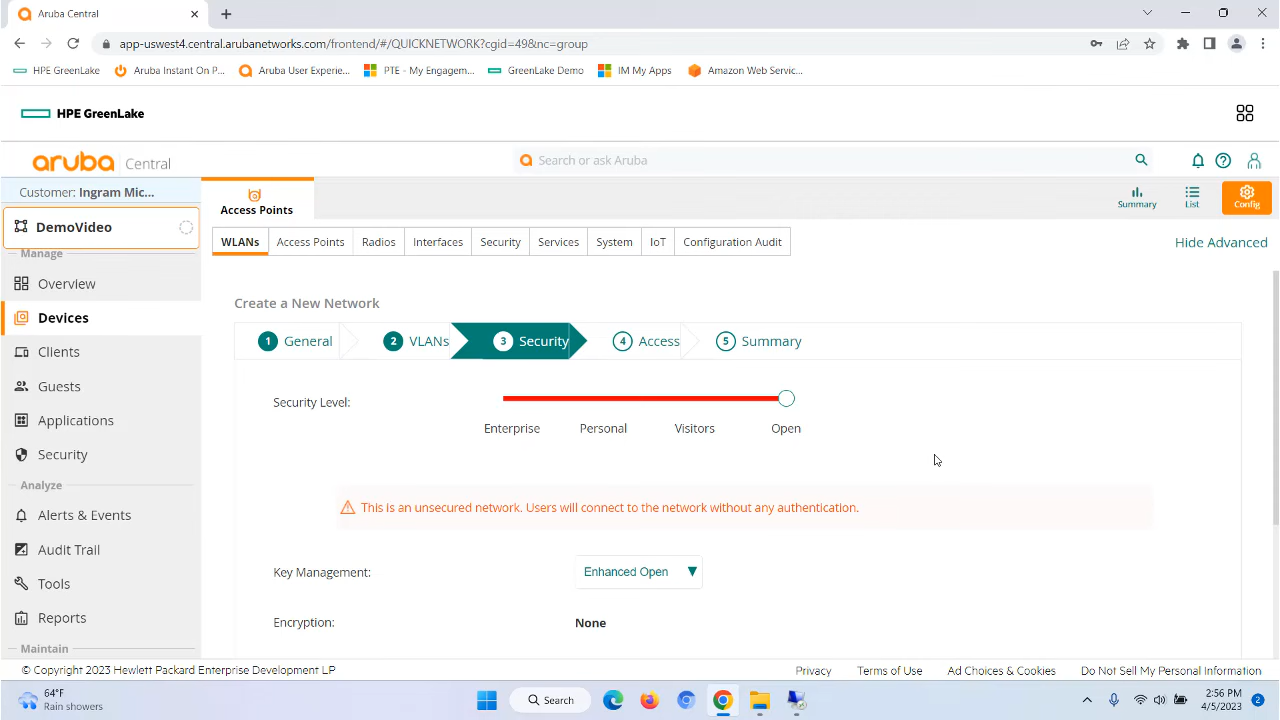 Aruba Central
app-uswest4.central.arubanetworks.com/frontend/#/QUICKNETWORK?cgid=49&nc=group
HPE GreenLake
Aruba Instant On P...
Aruba User Experie...
PTE - My Engagem...
GreenLake Demo
IM My Apps
Amazon Web Servic...
HPE GreenLake
aruba Central
Search or ask Aruba
Customer: Ingram Mic...
Access Points
Summary
List
Config
DemoVideo
WLANs
Access Points
Radios
Interfaces
Security
Services
System
IoT
Configuration Audit
Hide Advanced
Manage
Overview
Devices
Clients
Guests
Applications
Security
Analyze
Alerts & Events
Audit Trail
Tools
Reports
Maintain
Create a New Network
1 General
2 VLANs
3 Security
4 Access
5 Summary
Security Level:
Enterprise
Personal
Visitors
Open
This is an unsecured network. Users will connect to the network without any authentication.
Key Management:
Enhanced Open
Encryption:
None
© Copyright 2023 Hewlett Packard Enterprise Development LP
Privacy
Terms of Use
Ad Choices & Cookies
Do Not Sell My Personal Information
64°F
Rain showers
Search
2:56 PM
4/5/2023
2